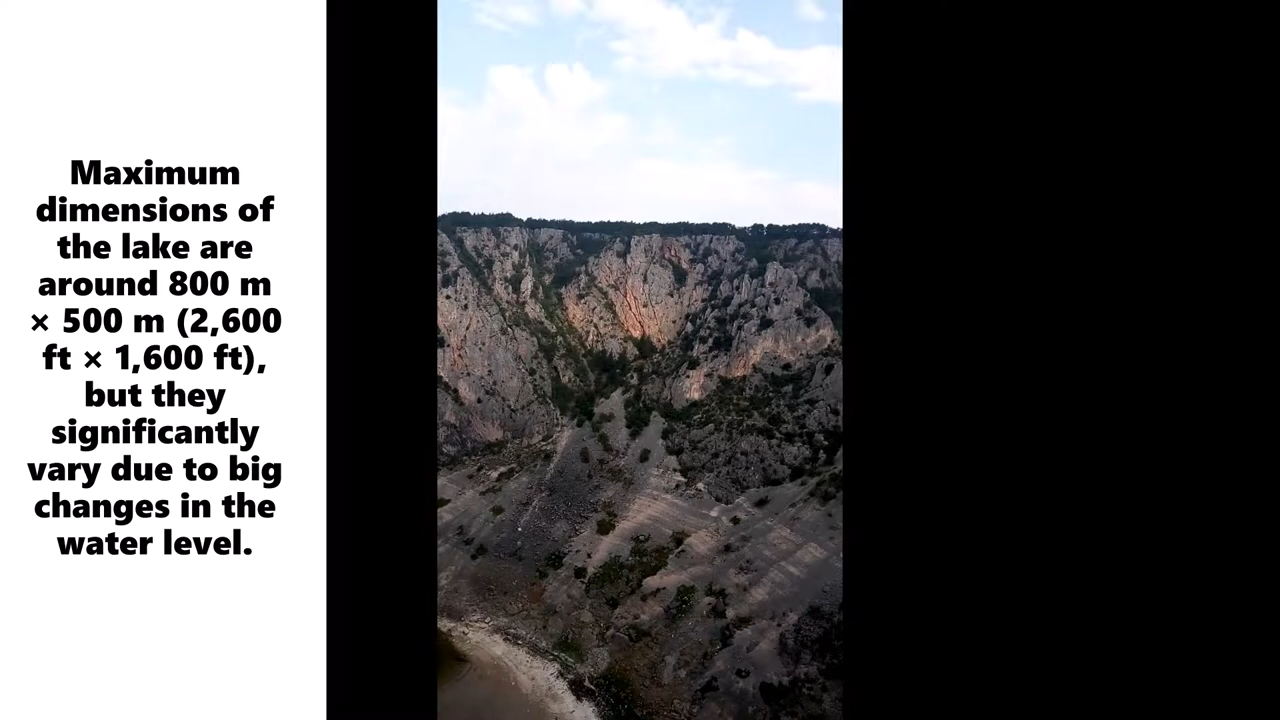 Maximum
dimensions of
the lake are
around 800 m
× 500 m (2,600
ft × 1,600 ft),
but they
significantly
vary due to big
changes in the
water level.